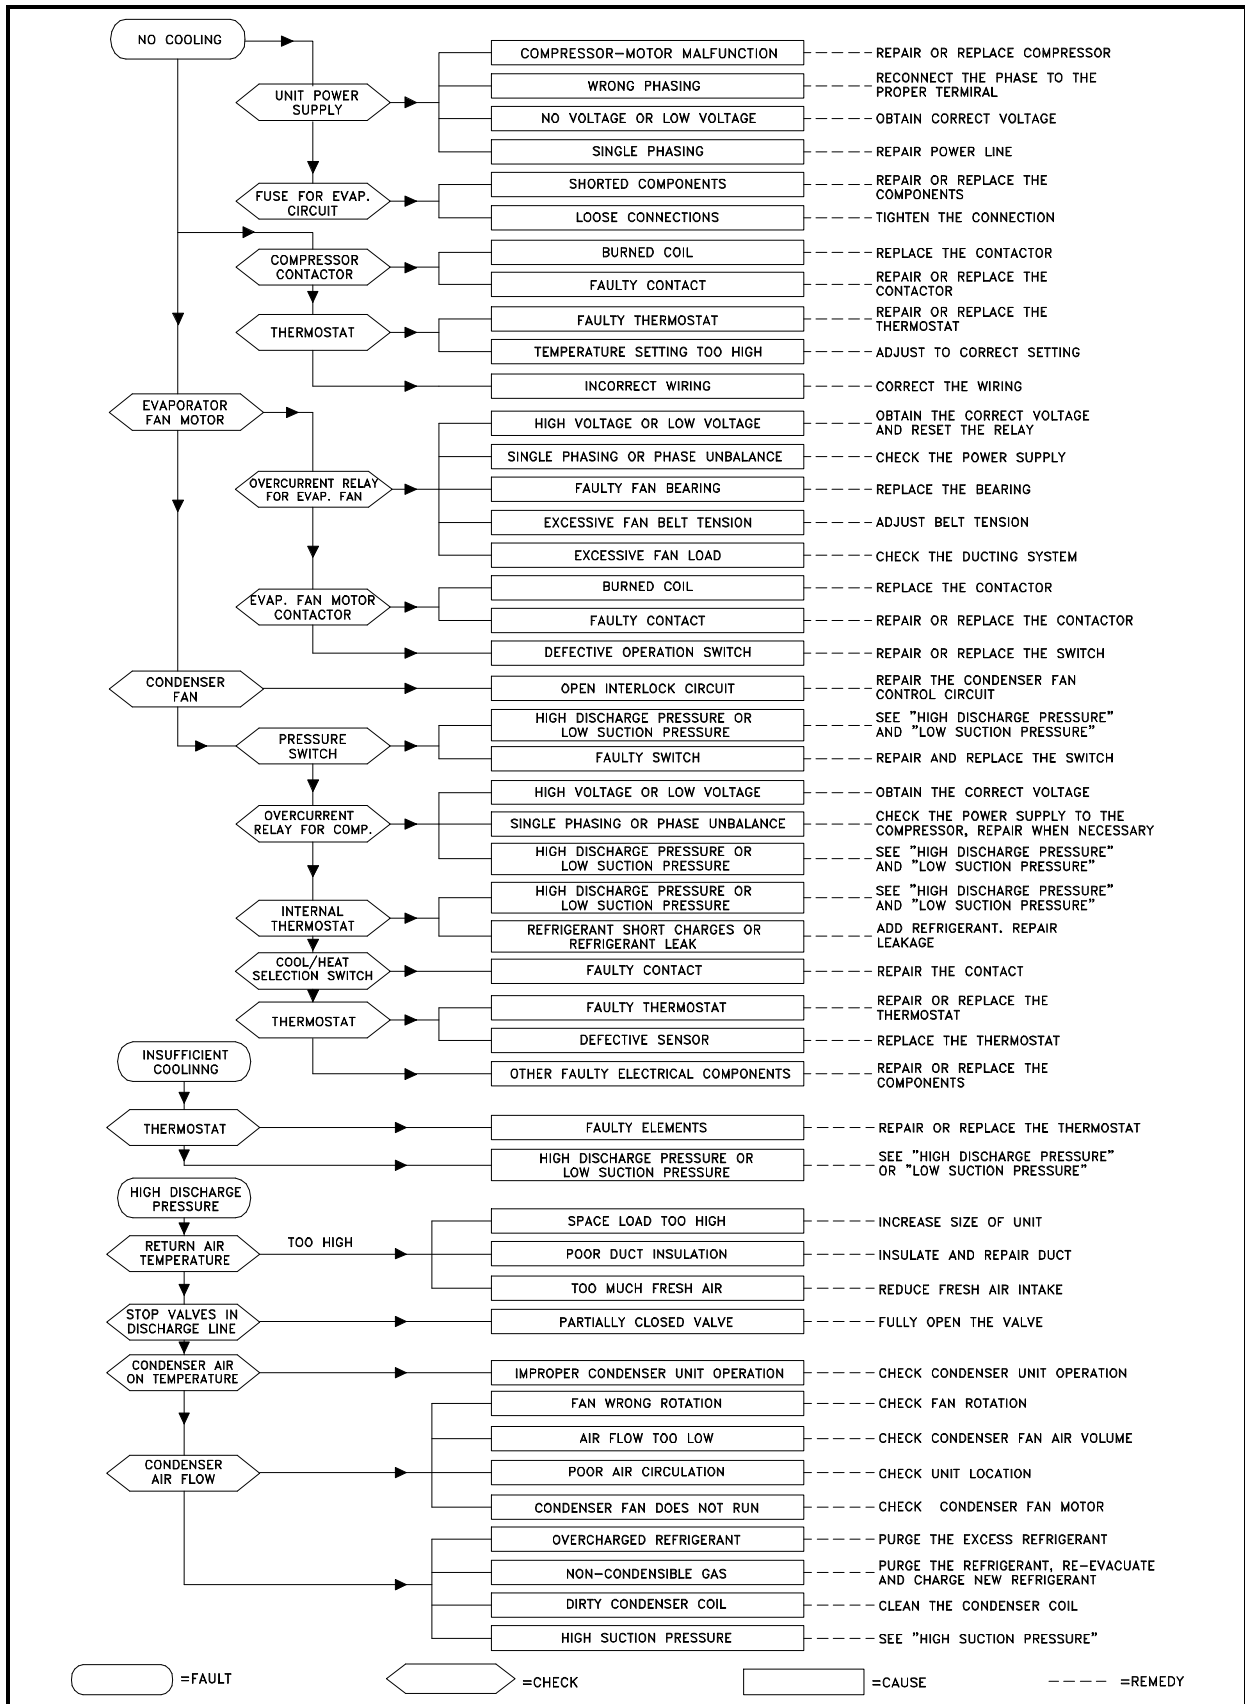 NO COOLING
COMPRESSOR-MOTOR MALFUNCTION
REPAIR OR REPLACE COMPRESSOR
UNIT POWER
SUPPLY
WRONG PHASING
RECONNECT THE PHASE TO THE
PROPER TERMIRAL
NO VOLTAGE OR LOW VOLTAGE
OBTAIN CORRECT VOLTAGE
SINGLE PHASING
REPAIR POWER LINE
FUSE FOR EVAP.
CIRCUIT
SHORTED COMPONENTS
REPAIR OR REPLACE THE
COMPONENTS
LOOSE CONNECTIONS
TIGHTEN THE CONNECTION
COMPRESSOR
CONTACTOR
BURNED COIL
REPLACE THE CONTACTOR
FAULTY CONTACT
REPAIR OR REPLACE THE
CONTACTOR
THERMOSTAT
FAULTY THERMOSTAT
REPAIR OR REPLACE THE
THERMOSTAT
TEMPERATURE SETTING TOO HIGH
ADJUST TO CORRECT SETTING
INCORRECT WIRING
CORRECT THE WIRING
EVAPORATOR
FAN MOTOR
HIGH VOLTAGE OR LOW VOLTAGE
OBTAIN THE CORRECT VOLTAGE
AND RESET THE RELAY
SINGLE PHASING OR PHASE UNBALANCE
CHECK THE POWER SUPPLY
OVERCURRENT RELAY
FOR EVAP. FAN
FAULTY FAN BEARING
REPLACE THE BEARING
EXCESSIVE FAN BELT TENSION
ADJUST BELT TENSION
EXCESSIVE FAN LOAD
CHECK THE DUCTING SYSTEM
EVAP. FAN MOTOR
CONTACTOR
BURNED COIL
REPLACE THE CONTACTOR
FAULTY CONTACT
REPAIR OR REPLACE THE CONTACTOR
DEFECTIVE OPERATION SWITCH
REPAIR OR REPLACE THE SWITCH
CONDENSER
FAN
OPEN INTERLOCK CIRCUIT
REPAIR THE CONDENSER FAN
CONTROL CIRCUIT
PRESSURE
SWITCH
HIGH DISCHARGE PRESSURE OR
LOW SUCTION PRESSURE
SEE "HIGH DISCHARGE PRESSURE"
AND "LOW SUCTION PRESSURE"
FAULTY SWITCH
REPAIR AND REPLACE THE SWITCH
OVERCURRENT
RELAY FOR COMP.
HIGH VOLTAGE OR LOW VOLTAGE
OBTAIN THE CORRECT VOLTAGE
SINGLE PHASING OR PHASE UNBALANCE
CHECK THE POWER SUPPLY TO THE
COMPRESSOR, REPAIR WHEN NECESSARY
HIGH DISCHARGE PRESSURE OR
LOW SUCTION PRESSURE
SEE "HIGH DISCHARGE PRESSURE"
AND "LOW SUCTION PRESSURE"
INTERNAL
THERMOSTAT
HIGH DISCHARGE PRESSURE OR
LOW SUCTION PRESSURE
SEE "HIGH DISCHARGE PRESSURE"
AND "LOW SUCTION PRESSURE"
REFRIGERANT SHORT CHARGES OR
REFRIGERANT LEAK
ADD REFRIGERANT. REPAIR
LEAKAGE
COOL/HEAT
SELECTION SWITCH
FAULTY CONTACT
REPAIR THE CONTACT
THERMOSTAT
FAULTY THERMOSTAT
REPAIR OR REPLACE THE
THERMOSTAT
DEFECTIVE SENSOR
REPLACE THE THERMOSTAT
OTHER FAULTY ELECTRICAL COMPONENTS
REPAIR OR REPLACE THE
COMPONENTS
INSUFFICIENT
COOLINNG
THERMOSTAT
FAULTY ELEMENTS
REPAIR OR REPLACE THE THERMOSTAT
HIGH DISCHARGE PRESSURE OR
LOW SUCTION PRESSURE
SEE "HIGH DISCHARGE PRESSURE"
OR "LOW SUCTION PRESSURE"
HIGH DISCHARGE
PRESSURE
RETURN AIR
TEMPERATURE
TOO HIGH
SPACE LOAD TOO HIGH
INCREASE SIZE OF UNIT
POOR DUCT INSULATION
INSULATE AND REPAIR DUCT
TOO MUCH FRESH AIR
REDUCE FRESH AIR INTAKE
STOP VALVES IN
DISCHARGE LINE
PARTIALLY CLOSED VALVE
FULLY OPEN THE VALVE
CONDENSER AIR
ON TEMPERATURE
IMPROPER CONDENSER UNIT OPERATION
CHECK CONDENSER UNIT OPERATION
CONDENSER
AIR FLOW
FAN WRONG ROTATION
CHECK FAN ROTATION
AIR FLOW TOO LOW
CHECK CONDENSER FAN AIR VOLUME
POOR AIR CIRCULATION
CHECK UNIT LOCATION
CONDENSER FAN DOES NOT RUN
CHECK CONDENSER FAN MOTOR
OVERCHARGED REFRIGERANT
PURGE THE EXCESS REFRIGERANT
NON-CONDENSIBLE GAS
PURGE THE REFRIGERANT, RE-EVACUATE
AND CHARGE NEW REFRIGERANT
DIRTY CONDENSER COIL
CLEAN THE CONDENSER COIL
HIGH SUCTION PRESSURE
SEE "HIGH SUCTION PRESSURE"
=FAULT
=CHECK
=CAUSE
=REMEDY